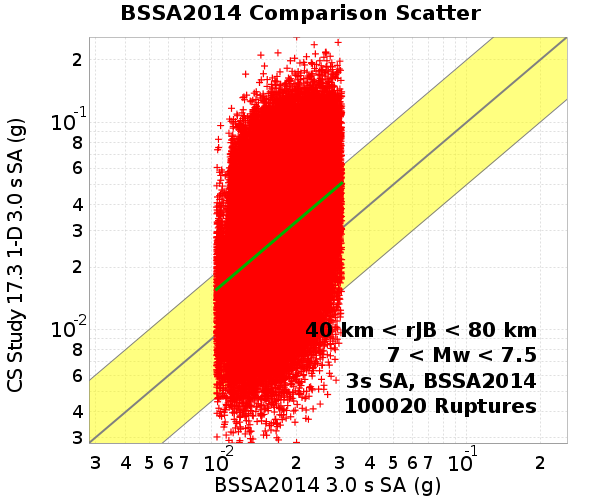 BSSA2014 Comparison Scatter
CS Study 17.3 1-D 3.0 s SA (g)
2
10-1
8
6
4
3
2
10-2
8
6
4
3
40 km < rJB < 80 km
7 < Mw < 7.5
3s SA, BSSA2014
100020 Ruptures
3 4 5 6 7 10-2 2 3 4 5 6 7 10-1 2
BSSA2014 3.0 s SA (g)